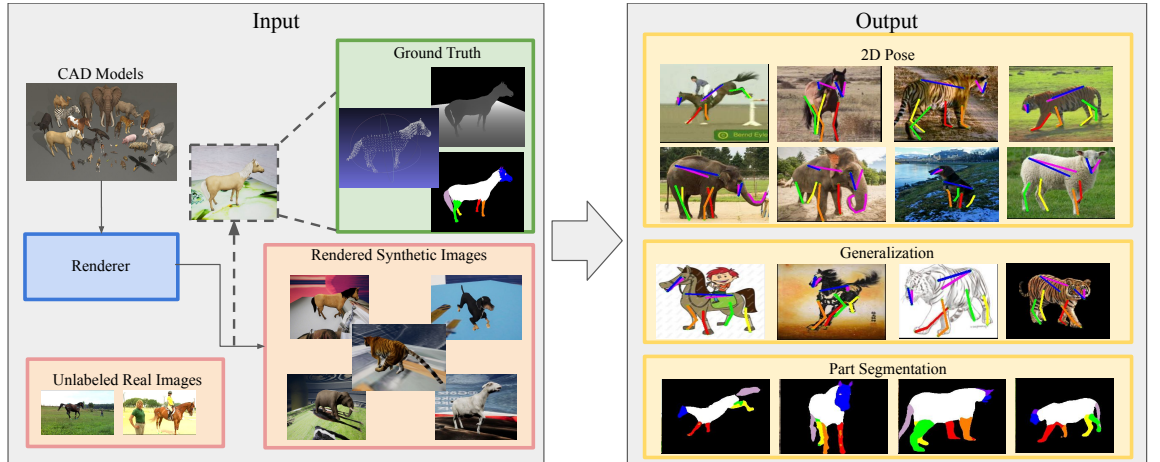 Input
CAD Models
Ground Truth
Renderer
Rendered Synthetic Images
Unlabeled Real Images
Output
2D Pose
Generalization
Part Segmentation